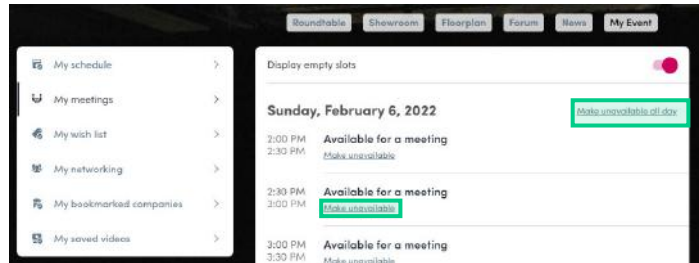 Roundtable Showroom Floorplan Forum News My Event
My schedule
My meetings
My wish list
My networking
My bookmarked companies
My saved videos
Display empty slots
Sunday, February 6, 2022 Make unavailable all day
2:00 PM Available for a meeting
2:30 PM Make unavailable
2:30 PM Available for a meeting
3:00 PM Make unavailable
3:00 PM Available for a meeting
3:30 PM Make unavailable